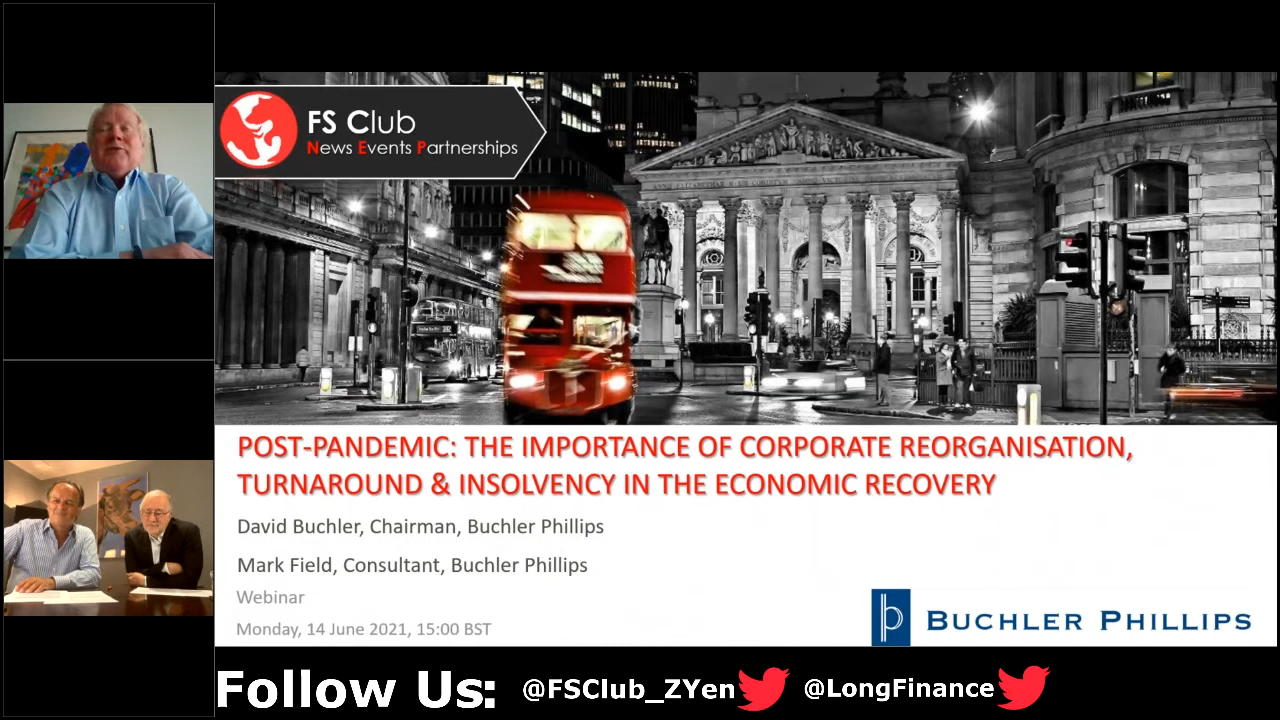 FS Club
News Events Partnerships
POST-PANDEMIC: THE IMPORTANCE OF CORPORATE REORGANISATION,
TURNAROUND & INSOLVENCY IN THE ECONOMIC RECOVERY
David Buchler, Chairman, Buchler Phillips
Mark Field, Consultant, Buchler Phillips
Webinar
Monday, 14 June 2021, 15:00 BST
BUCHLER PHILLIPS
Follow Us: @FSClub_ZYen @LongFinance